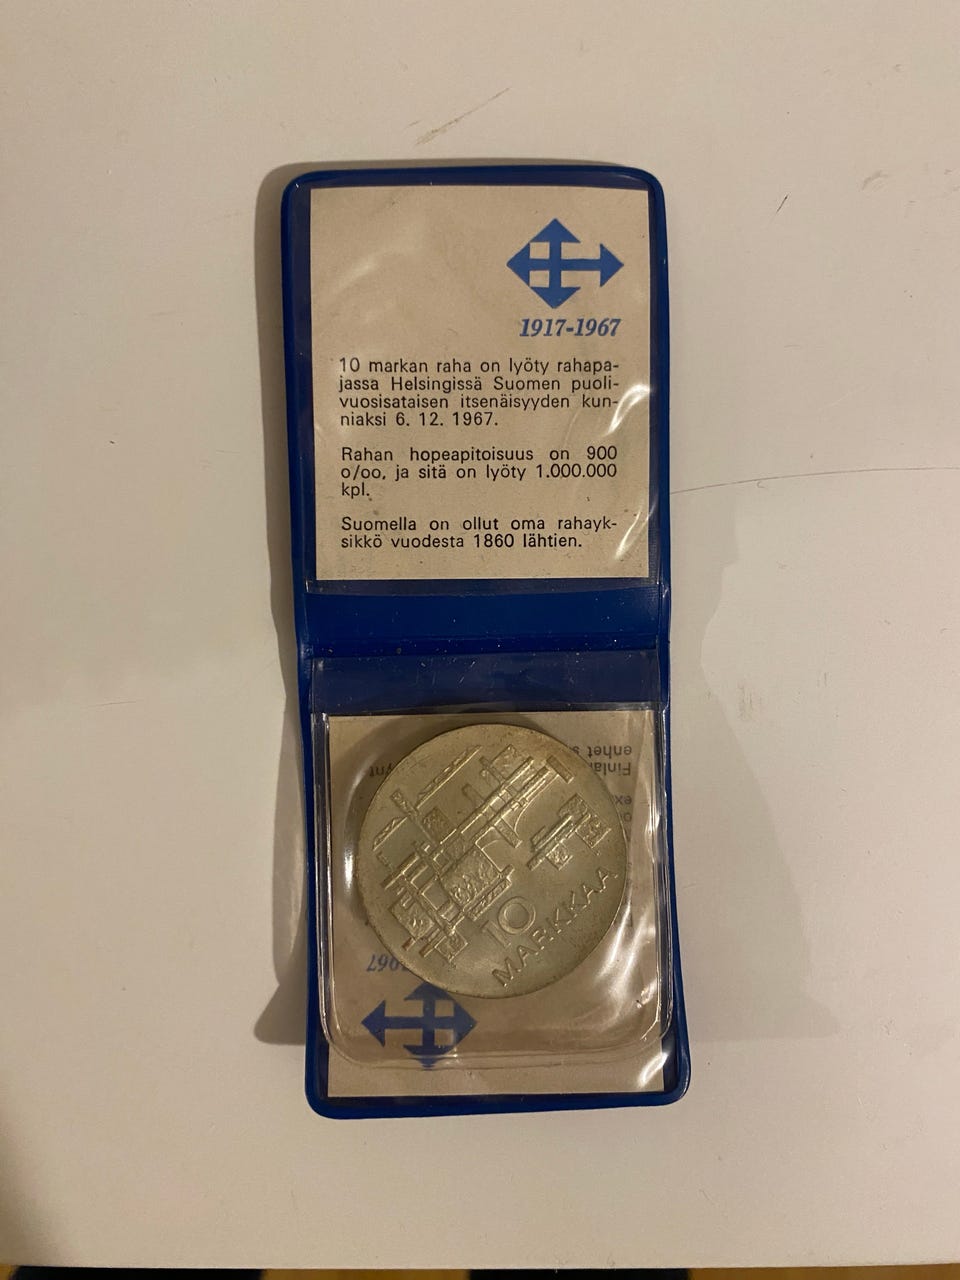 1917-1967
10 markan raha on lyöty rahapa-
jassa Helsingissä Suomen puoli-
vuosisataisen itsenäisyyden kun-
niaksi 6. 12. 1967.
Rahan hopeapitoisuus on 900
o/oo, ja sitä on lyöty 1.000.000
kpl.
Suomella on ollut oma rahayk-
sikkö vuodesta 1860 lähtien.
enhet
10
MARKKAA